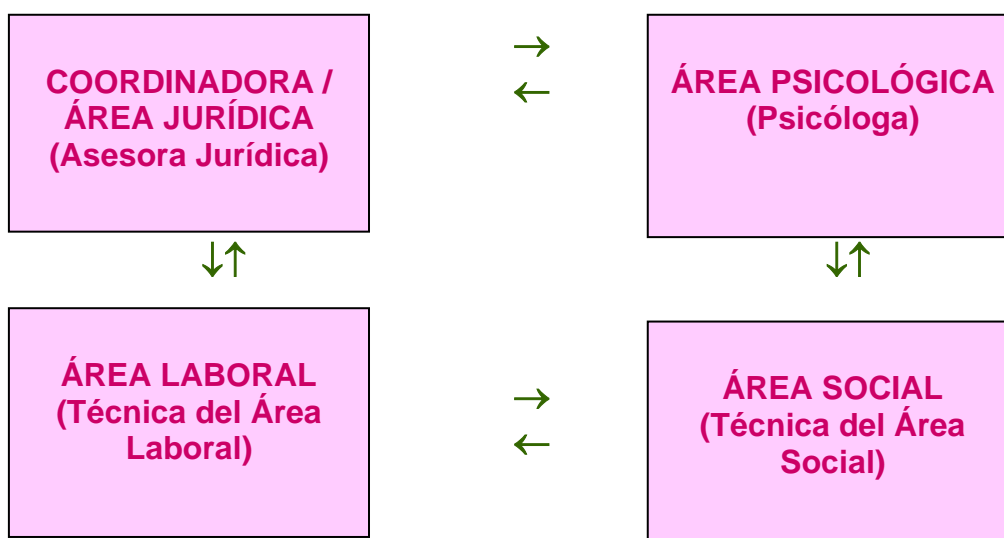 COORDINADORA /
ÁREA JURÍDICA
(Asesora Jurídica)
→
←
ÁREA PSICOLÓGICA
(Psicóloga)
↓↑
↓↑
ÁREA LABORAL
(Técnica del Área
Laboral)
→
←
ÁREA SOCIAL
(Técnica del Área
Social)